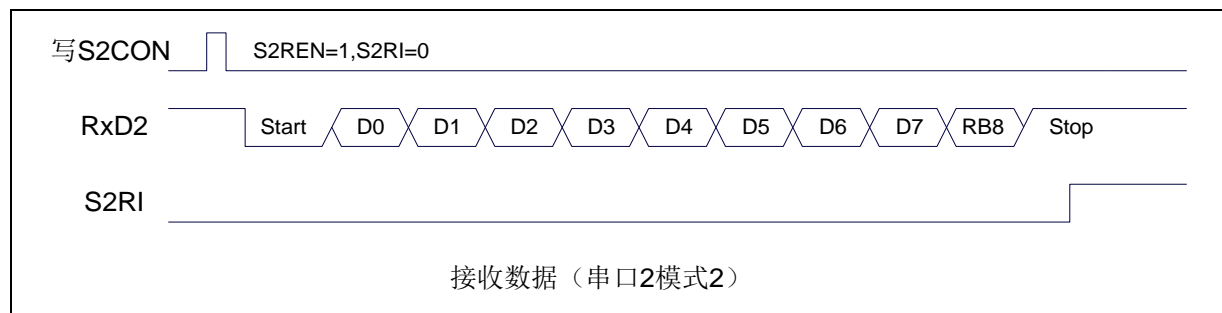 写S2CON S2REN=1,S2RI=0
RxD2 Start D0 D1 D2 D3 D4 D5 D6 D7 RB8 Stop
S2RI
接收数据（串口2模式2）